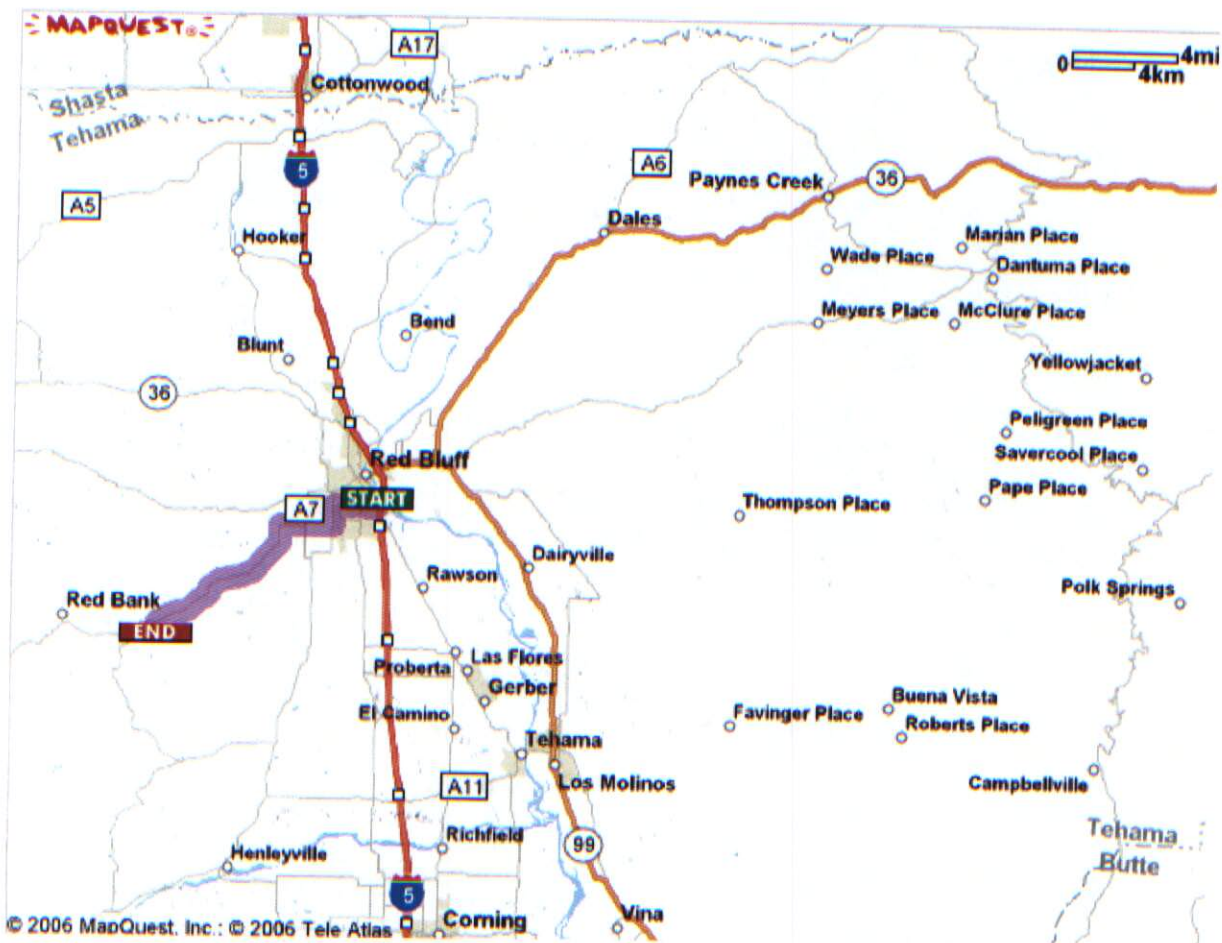 MAPQUEST®
A17
0 4mi
4km
Cottonwood
Shasta
Tehama
5
A5
A6
Paynes Creek
36
Dales
Hooker
Marian Place
Wade Place
Dantuma Place
Meyers Place
McClure Place
Bend
Blunt
Yellowjacket
36
Peligreen Place
Red Bluff
Savercool Place
START
A7
Pape Place
Thompson Place
Dairyville
Rawson
Polk Springs
Red Bank
END
Las Flores
Proberta
Gerber
Buena Vista
El Camino
Favinger Place
Roberts Place
Tehama
Los Molinos
A11
Campbellville
Richfield
99
Tehama
Butte
Henleyville
5
Corning
Vina
© 2006 MapQuest, Inc.; © 2006 Tele Atlas